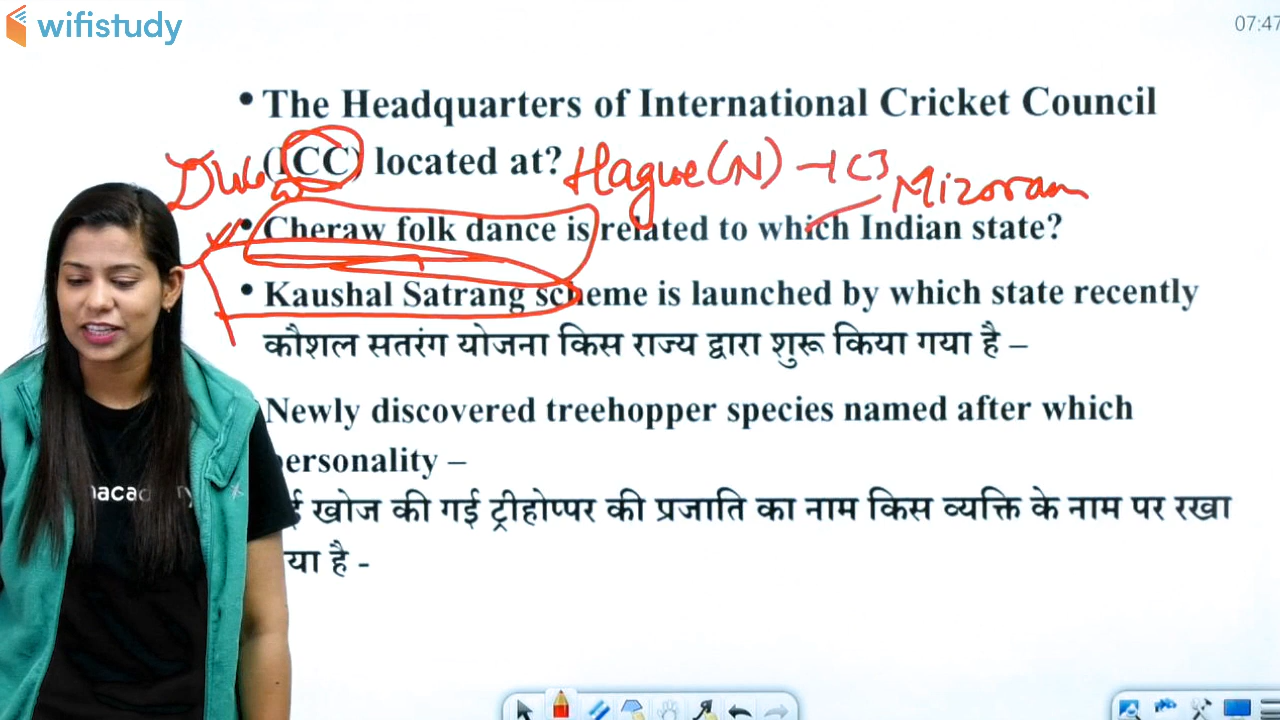 wifistudy
07:47
• The Headquarters of International Cricket Council
(ICC) located at? Hague (N) – ICJ
Mizoram
• Cheraw folk dance is related to which Indian state?
• Kaushal Satrang scheme is launched by which state recently
कौशल सतरंग योजना किस राज्य द्वारा शुरू किया गया है –
Newly discovered treehopper species named after which
personality –
खोज की गई ट्रीहोप्पर की प्रजाति का नाम किस व्यक्ति के नाम पर रखा
है -